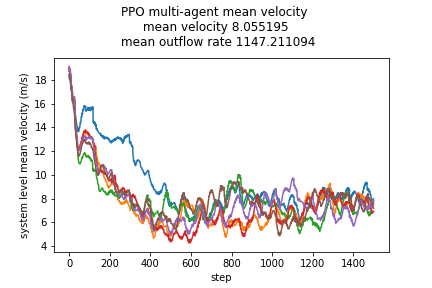 PPO multi-agent mean velocity
mean velocity 8.055195
mean outflow rate 1147.211094
system level mean velocity (m/s)
18
16
14
12
10
8
6
4
0 200 400 600 800 1000 1200 1400
step